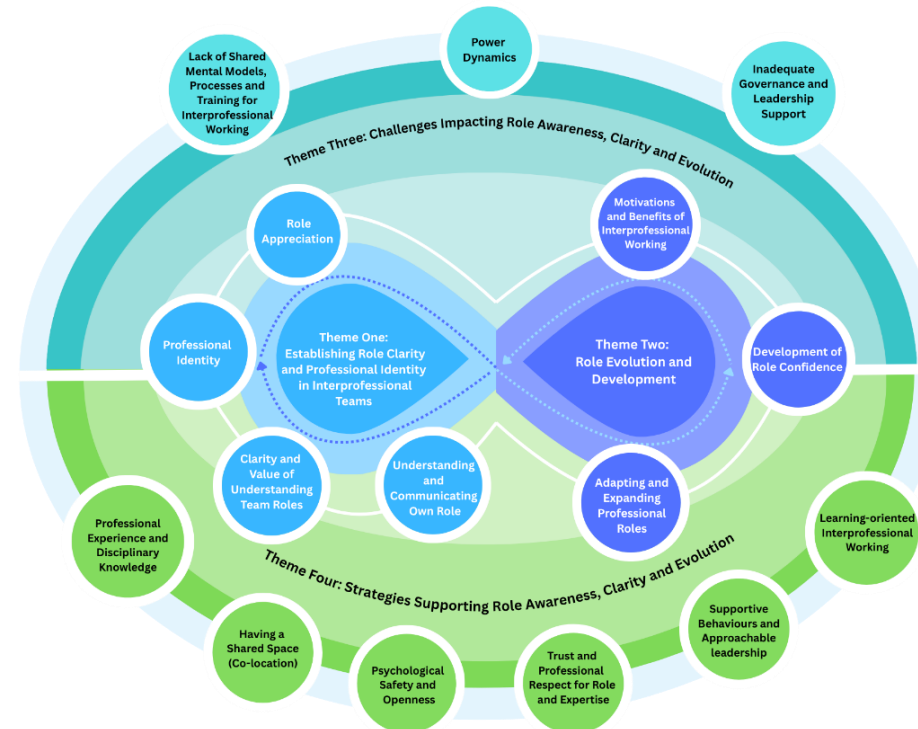 Lack of Shared
Mental Models,
Processes and
Training for
Interprofessional
Working
Power
Dynamics
Inadequate
Governance and
Leadership
Support
Theme Three: Challenges Impacting Role Awareness, Clarity and Evolution
Role
Appreciation
Motivations
and Benefits of
Interprofessional
Working
Professional
Identity
Theme One:
Establishing Role Clarity
and Professional Identity
in Interprofessional
Teams
Theme Two:
Role Evolution and
Development
Development of
Role Confidence
Clarity and
Value of
Understanding
Team Roles
Understanding
and
Communicating
Own Role
Adapting and
Expanding
Professional
Roles
Theme Four: Strategies Supporting Role Awareness, Clarity and Evolution
Professional
Experience and
Disciplinary
Knowledge
Having a
Shared Space
(Co-location)
Psychological
Safety and
Openness
Trust and
Professional
Respect for Role
and Expertise
Supportive
Behaviours and
Approachable
leadership
Learning-oriented
Interprofessional
Working